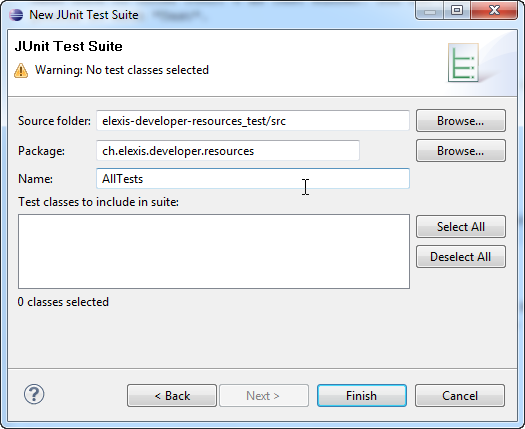 New JUnit Test Suite
JUnit Test Suite
Warning: No test classes selected
Source folder: elexis-developer-resources_test/src Browse...
Package: ch.elexis.developer.resources Browse...
Name: AllTests
Test classes to include in suite:
Select All
Deselect All
0 classes selected
? < Back Next > Finish Cancel